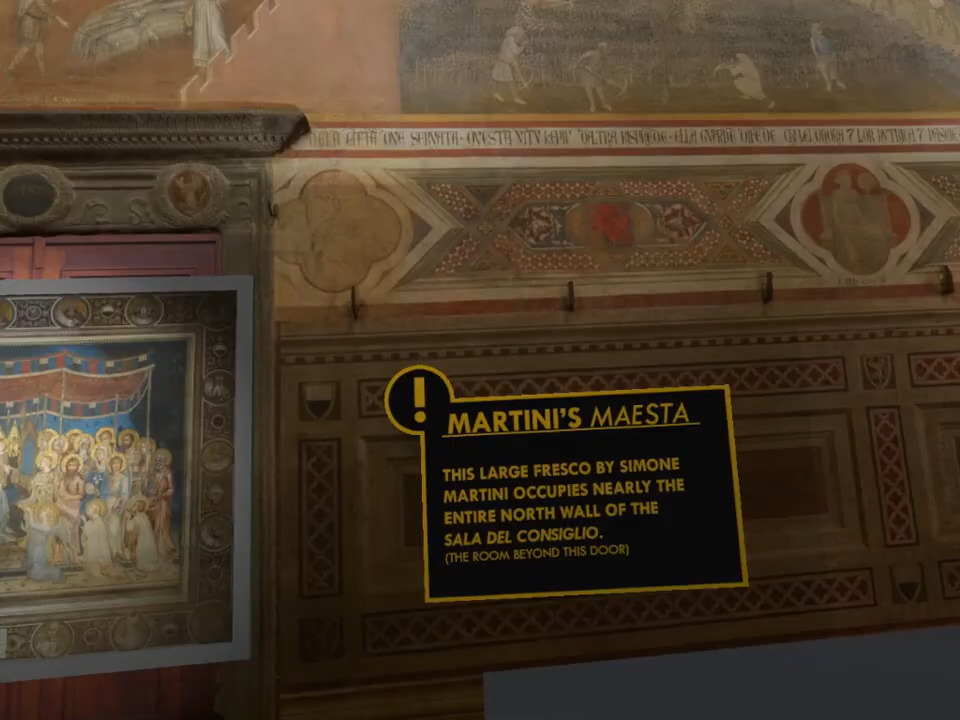 MARTINI'S MAESTA
THIS LARGE FRESCO BY SIMONE
MARTINI OCCUPIES NEARLY THE
ENTIRE NORTH WALL OF THE
SALA DEL CONSIGLIO.
(THE ROOM BEYOND THIS DOOR)